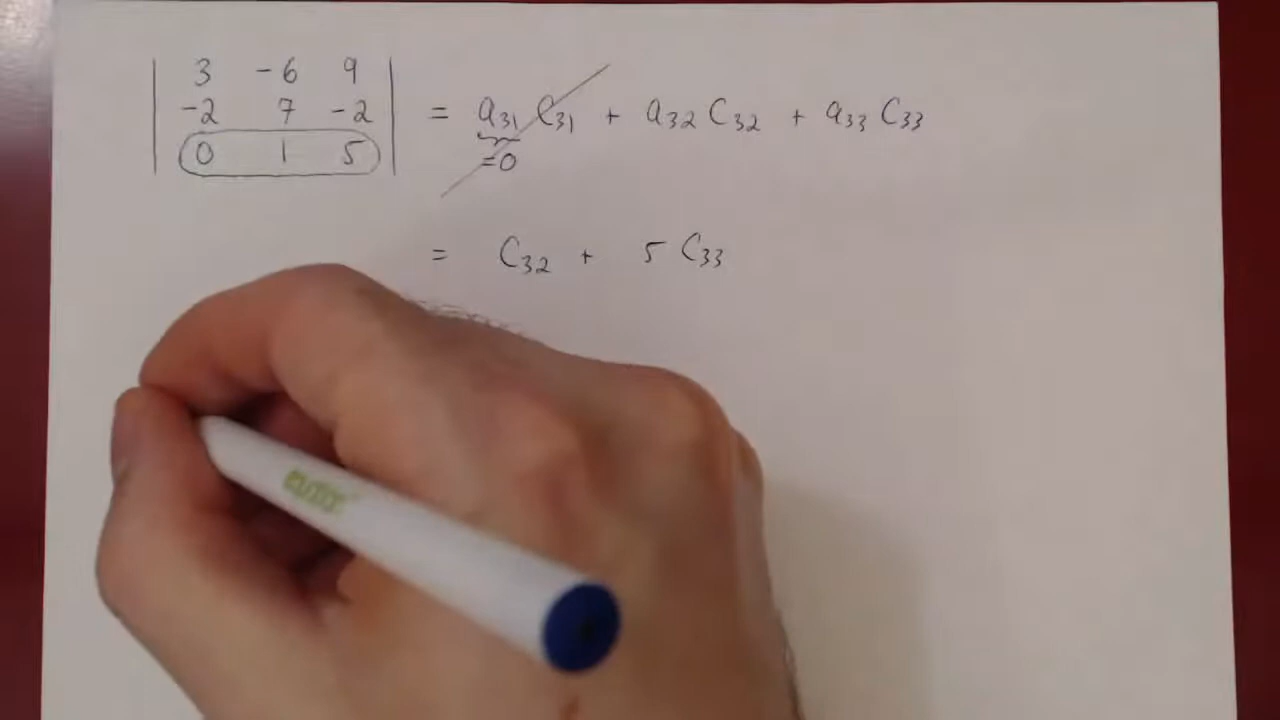 | 3 -6 9 |
| -2 7 -2 | = a₃₁ C₃₁ + a₃₂ C₃₂ + a₃₃ C₃₃
| 0 1 5 | =0
= C₃₂ + 5 C₃₃